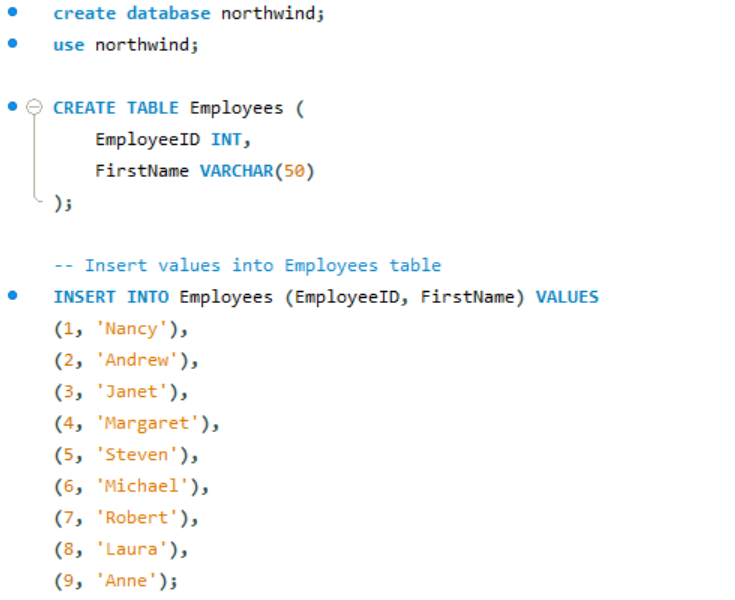 create database northwind;
use northwind;
CREATE TABLE Employees (
EmployeeID INT,
FirstName VARCHAR(50)
);
-- Insert values into Employees table
INSERT INTO Employees (EmployeeID, FirstName) VALUES
(1, 'Nancy'),
(2, 'Andrew'),
(3, 'Janet'),
(4, 'Margaret'),
(5, 'Steven'),
(6, 'Michael'),
(7, 'Robert'),
(8, 'Laura'),
(9, 'Anne');